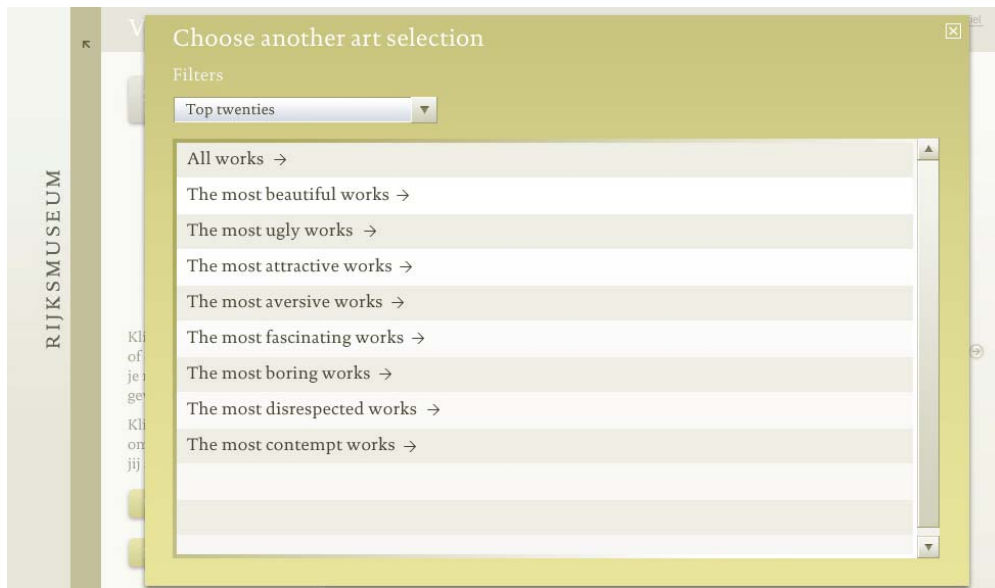 RIJKSMUSEUM
Choose another art selection
Filters
Top twenties
All works →
The most beautiful works →
The most ugly works →
The most attractive works →
The most aversive works →
The most fascinating works →
The most boring works →
The most disrespected works →
The most contempt works →
of